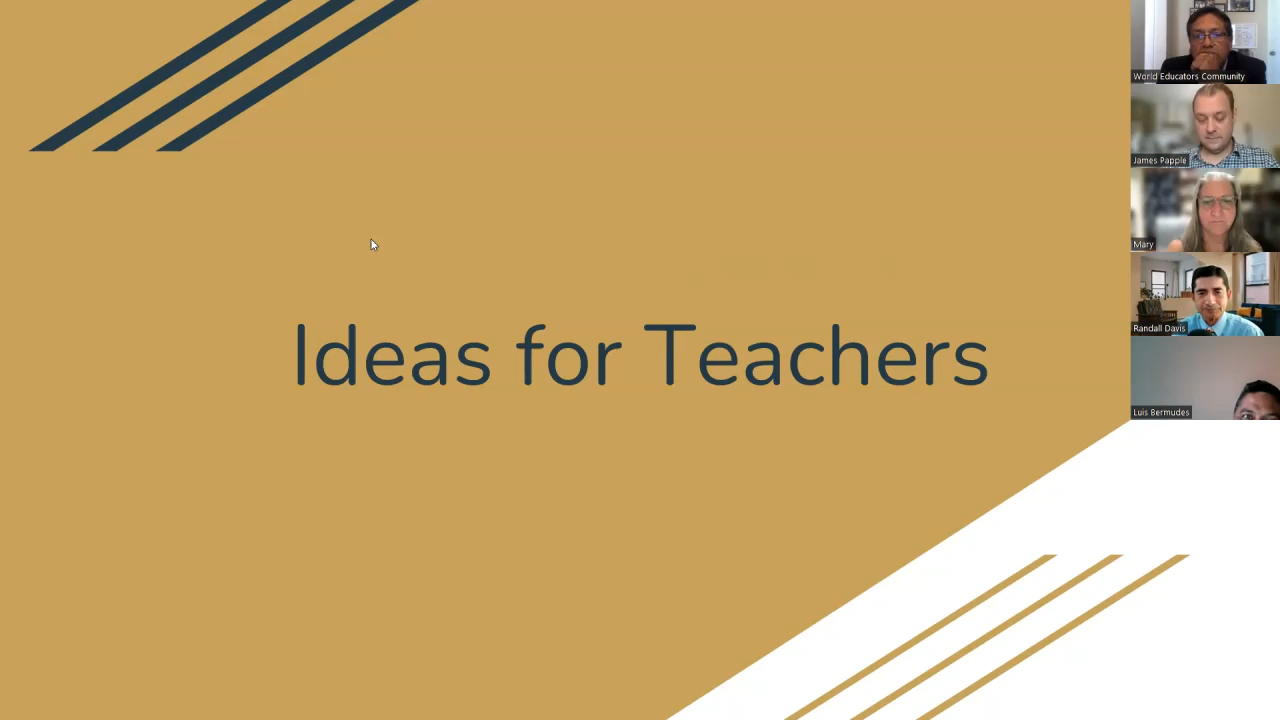 Ideas for Teachers
World Educators Community
James Papple
Mary
Randall Davis
Luis Bermudes